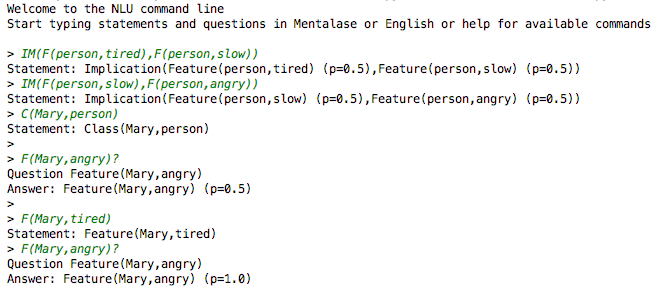 Welcome to the NLU command line
Start typing statements and questions in Mentalase or English or help for available commands
> IM(F(person,tired),F(person,slow))
Statement: Implication(Feature(person,tired) (p=0.5),Feature(person,slow) (p=0.5))
> IM(F(person,slow),F(person,angry))
Statement: Implication(Feature(person,slow) (p=0.5),Feature(person,angry) (p=0.5))
> C(Mary,person)
Statement: Class(Mary,person)
>
> F(Mary,angry)?
Question Feature(Mary,angry)
Answer: Feature(Mary,angry) (p=0.5)
>
> F(Mary,tired)
Statement: Feature(Mary,tired)
> F(Mary,angry)?
Question Feature(Mary,angry)
Answer: Feature(Mary,angry) (p=1.0)